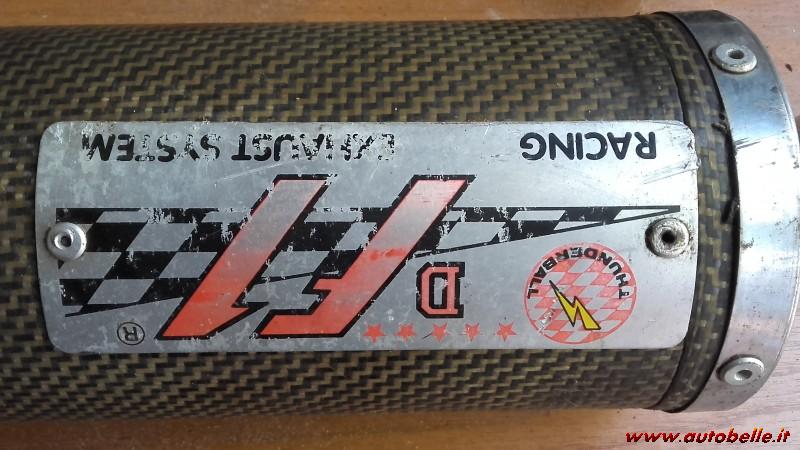 THUNDERBALL
D
F1
®
RACING EXHAUST SYSTEM
www.autobelle.it